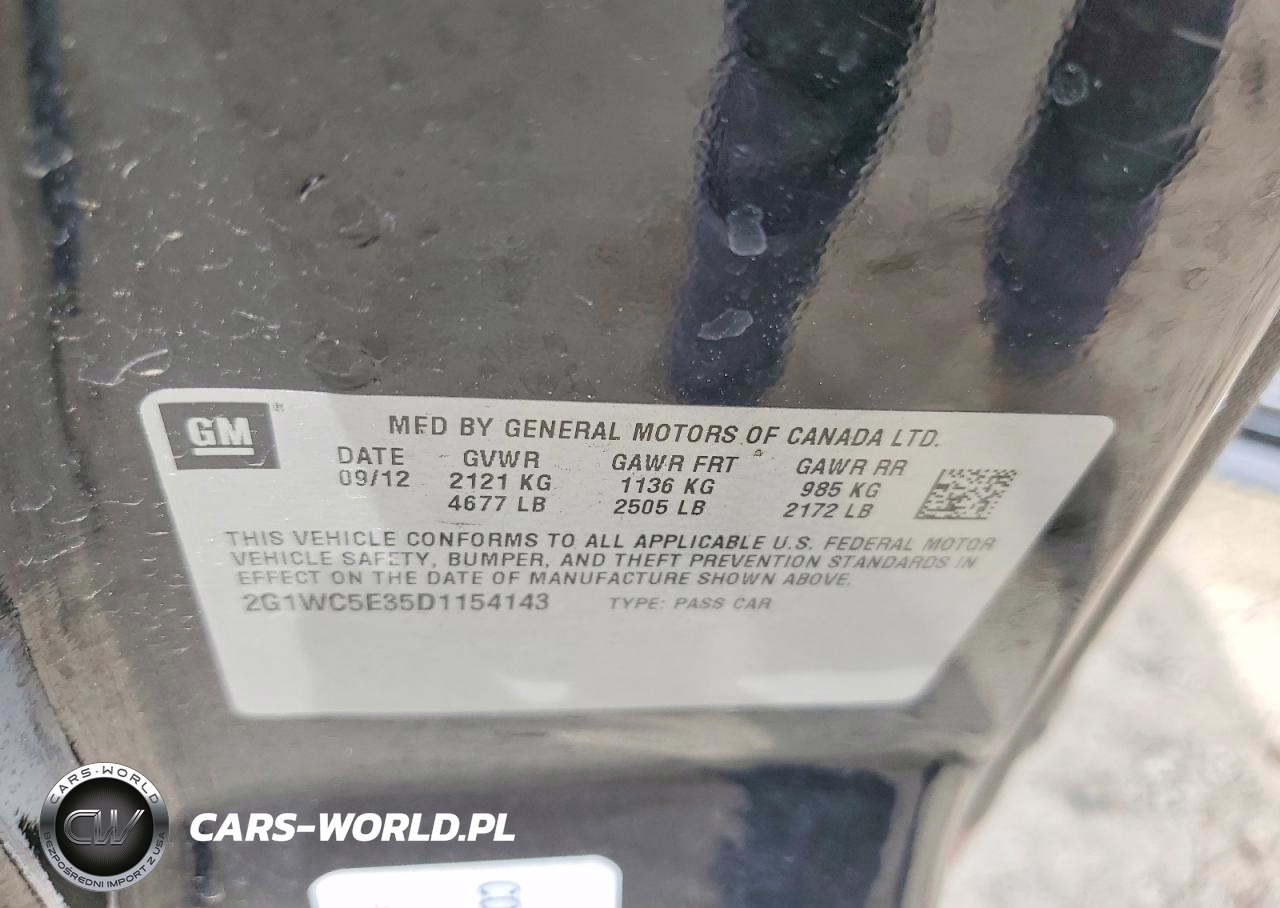 GM
MFD BY GENERAL MOTORS OF CANADA LTD.
DATE GVWR GAWR FRT GAWR RR
09/12 2121 KG 1136 KG 985 KG
4677 LB 2505 LB 2172 LB
THIS VEHICLE CONFORMS TO ALL APPLICABLE U.S. FEDERAL MOTOR
VEHICLE SAFETY, BUMPER, AND THEFT PREVENTION STANDARDS IN
EFFECT ON THE DATE OF MANUFACTURE SHOWN ABOVE.
2G1WC5E35D1154143 TYPE: PASS CAR
CARS-WORLD
CW
BEZPOŚREDNI IMPORT Z USA
CARS-WORLD.PL